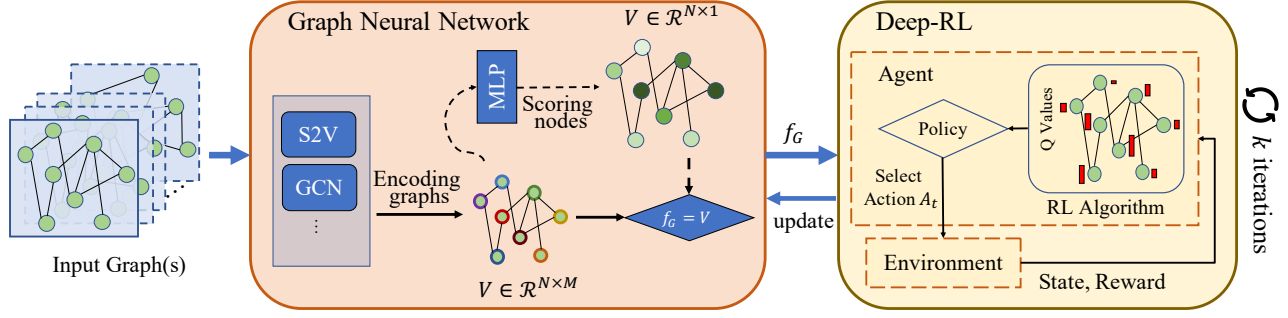 Input Graph(s)
Graph Neural Network
S2V
GCN
⋮
Encoding
graphs
MLP
Scoring
nodes
V ∈ ℛ^{N×1}
V ∈ ℛ^{N×M}
f_G = V
f_G
update
Deep-RL
Agent
Policy
Q Values
RL Algorithm
Select
Action A_t
Environment
State, Reward
k iterations